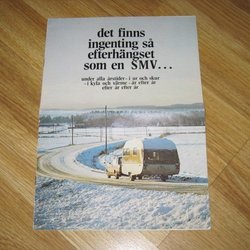 det finns
ingenting så
efterhängset
som en SMV...
under alla årstider - i ur och skur
- i kyla och värme - år efter år
efter år efter år